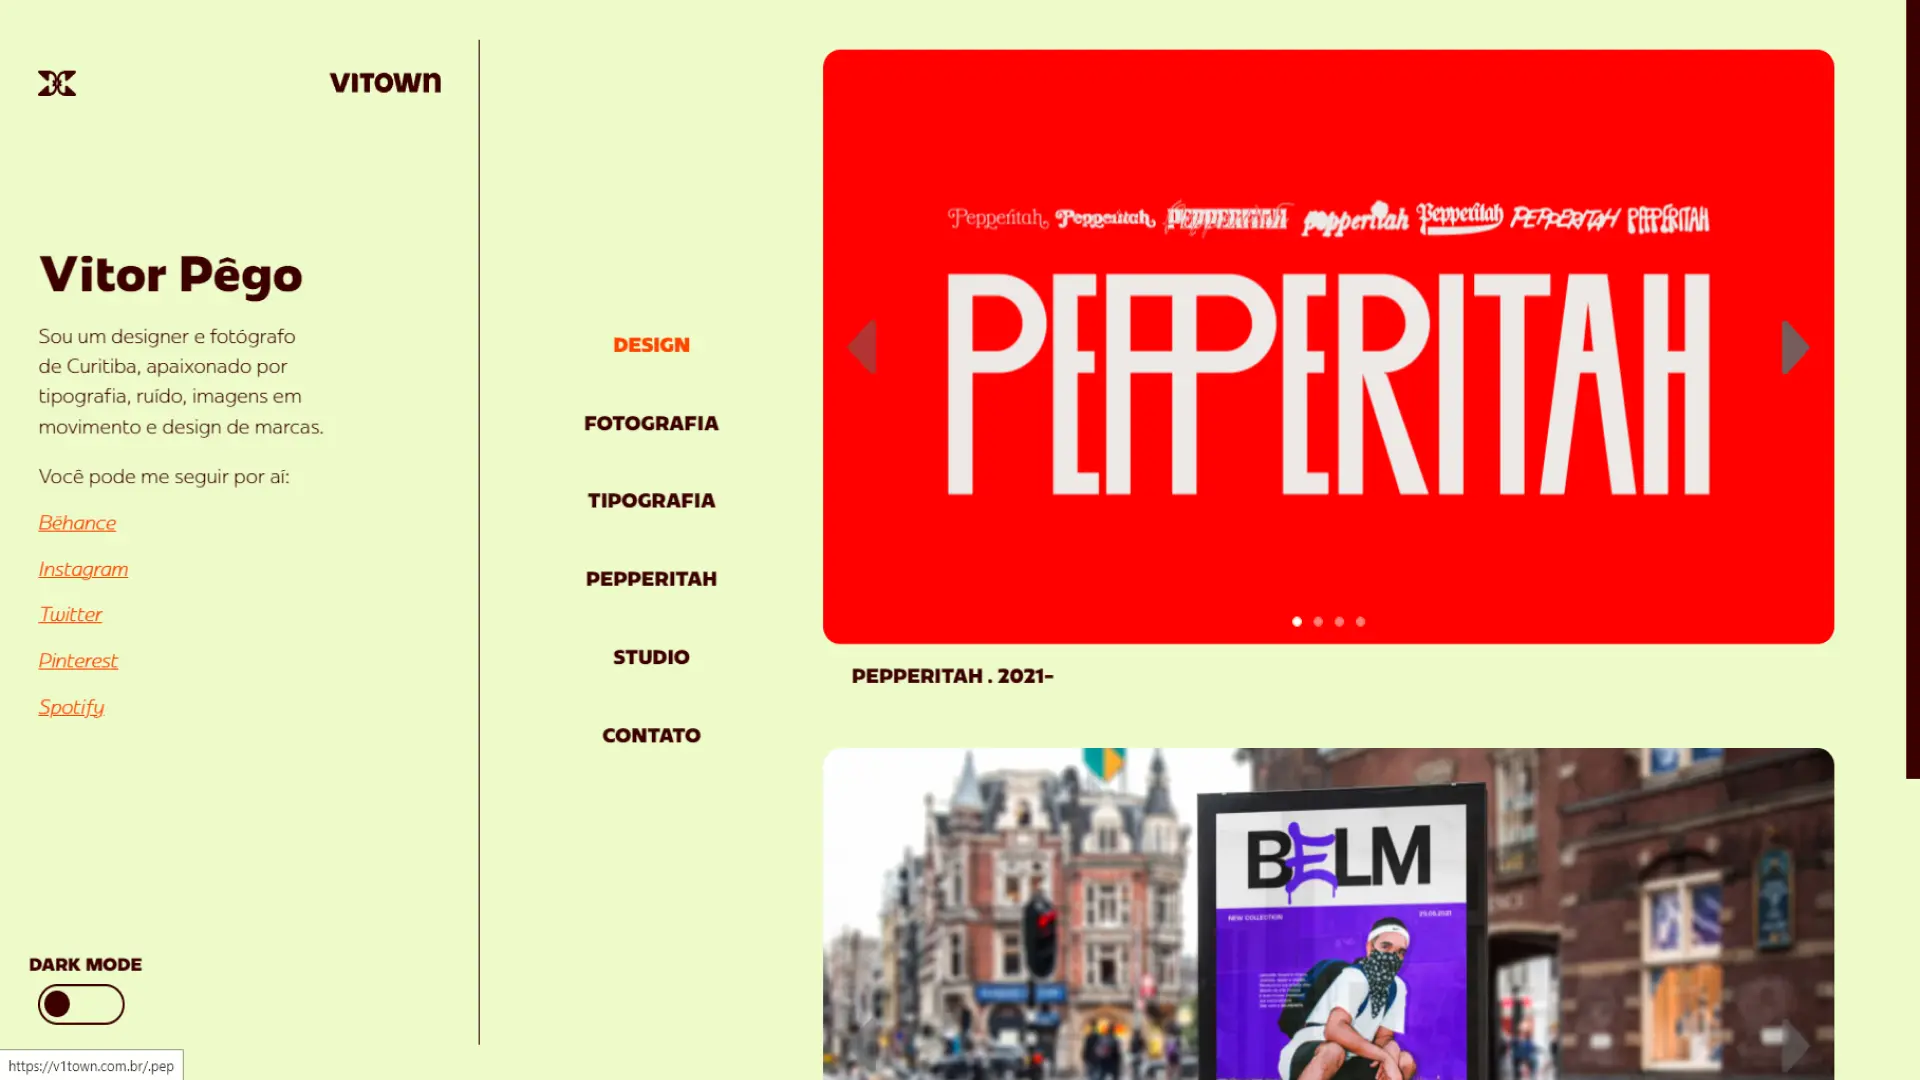 VITOWN
Vitor Pêgo
Sou um designer e fotógrafo
de Curitiba, apaixonado por
tipografia, ruído, imagens em
movimento e design de marcas.
Você pode me seguir por aí:
Bēhance
Instagram
Twitter
Pinterest
Spotify
DARK MODE
https://v1town.com.br/.pep
DESIGN
FOTOGRAFIA
TIPOGRAFIA
PEPPERITAH
STUDIO
CONTATO
Pepperitah Pepperitah PEPPERITAH pepperitah Pepperitah PEPPERITAH PEPPERITAH
PEPPERITAH
PEPPERITAH . 2021-
BELM
NEW COLLECTION